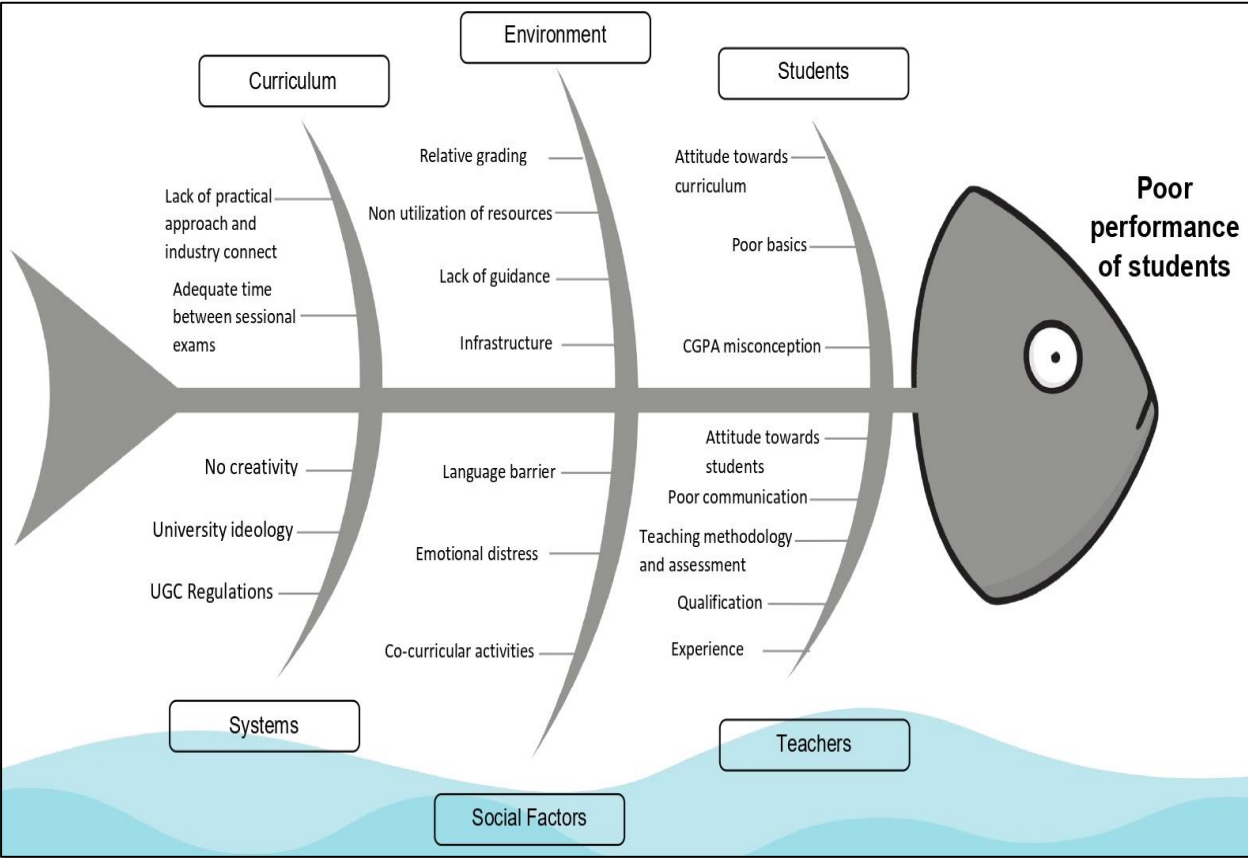 Environment
Curriculum
Students
Relative grading
Non utilization of resources
Lack of guidance
Infrastructure
Lack of practical
approach and
industry connect
Adequate time
between sessional
exams
Attitude towards
curriculum
Poor basics
CGPA misconception
Poor
performance
of students
No creativity
University ideology
UGC Regulations
Language barrier
Emotional distress
Co-curricular activities
Attitude towards
students
Poor communication
Teaching methodology
and assessment
Qualification
Experience
Systems
Social Factors
Teachers